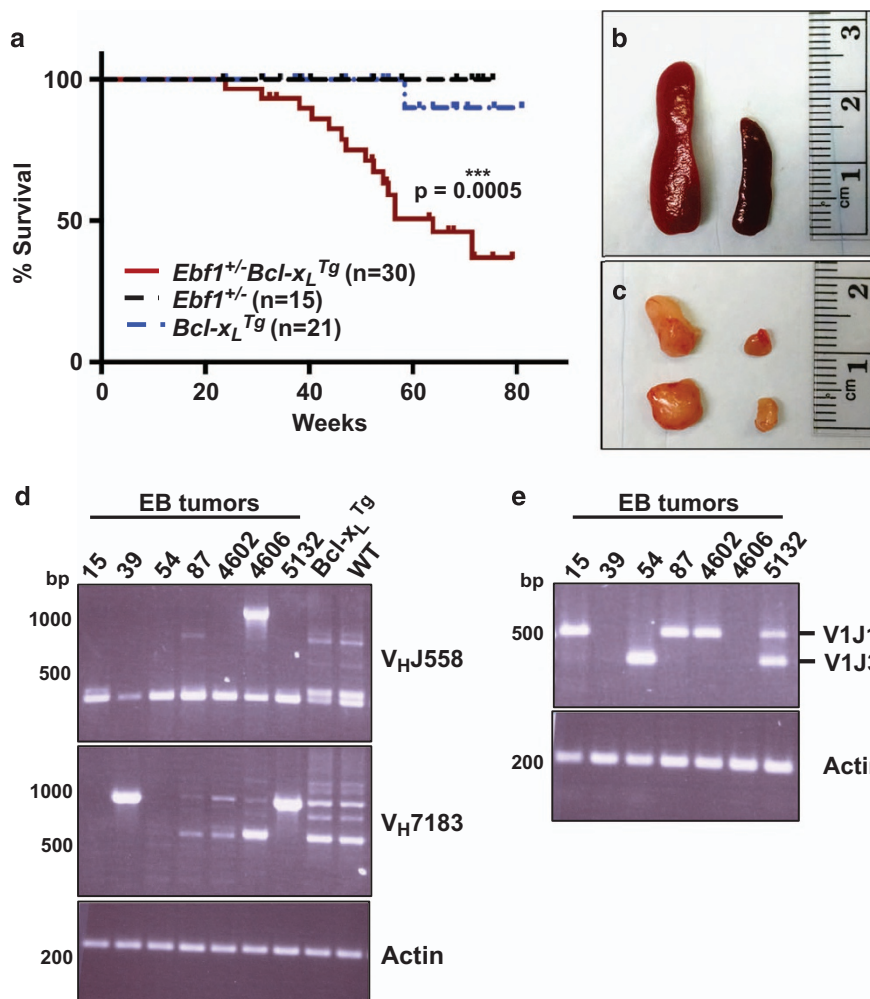 a
% Survival
100
50
0
0 20 40 60 80
Weeks
***
p = 0.0005
Ebf1+/-Bcl-xLTg (n=30)
Ebf1+/- (n=15)
Bcl-xLTg (n=21)
b
3
2
1
cm
c
2
1
cm
d
EB tumors
bp
15 39 54 87 4602 4606 5132 Bcl-xLTg WT
1000
500
VHJ558
1000
500
VH7183
200
Actin
e
EB tumors
bp
15 39 54 87 4602 4606 5132
500
V1J1
V1J3
200